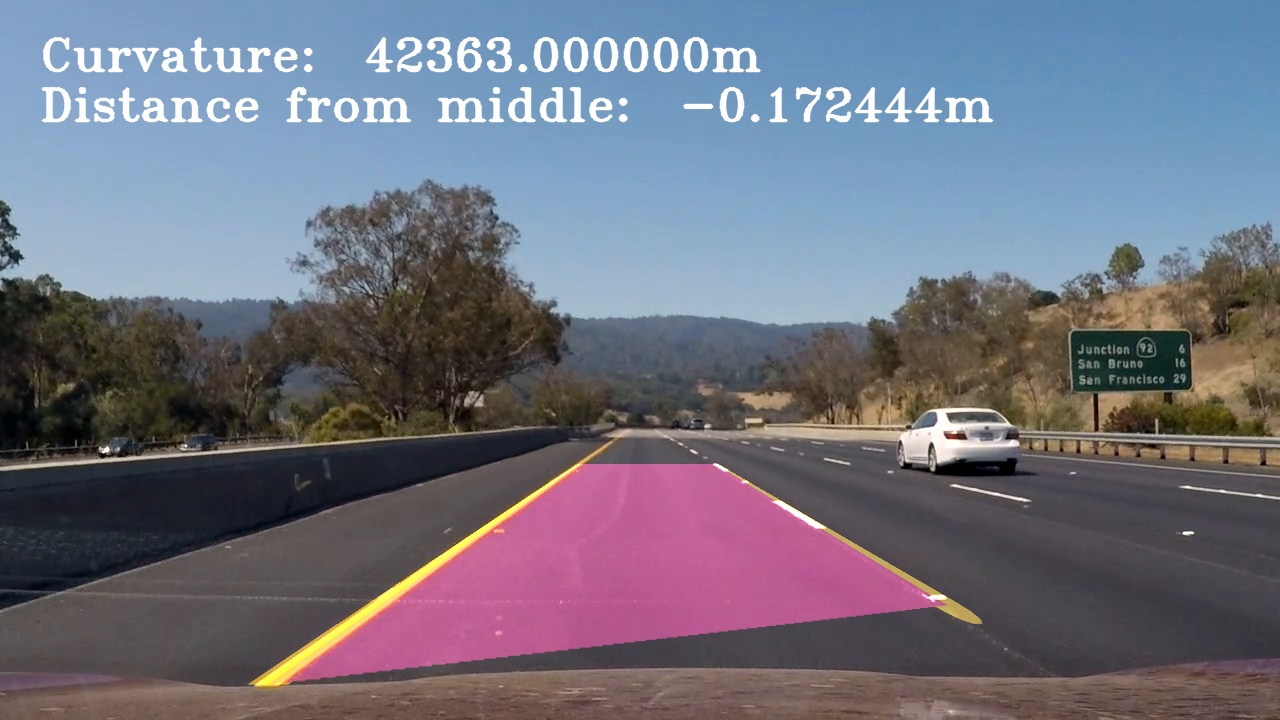 Curvature: 42363.000000m
Distance from middle: -0.172444m
Junction 92 6
San Bruno 16
San Francisco 29